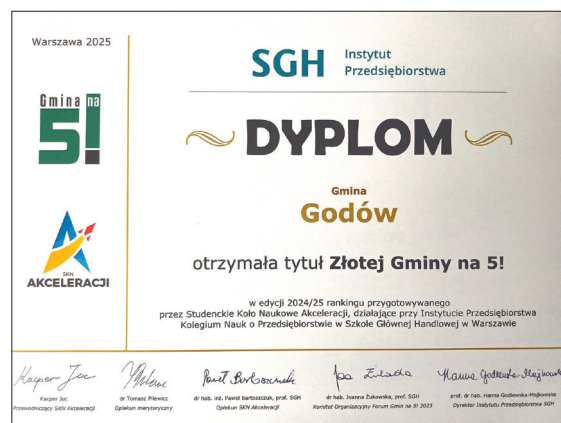 Warszawa 2025
SGH Instytut
Przedsiębiorstwa
Gmina na
5!
DYPLOM
Gmina
Godów
SKN
AKCELERACJI
otrzymała tytuł Złotej Gminy na 5!
w edycji 2024/25 rankingu przygotowywanego
przez Studenckie Koło Naukowe Akceleracji, działające przy Instytucie Przedsiębiorstwa
Kolegium Nauk o Przedsiębiorstwie w Szkole Głównej Handlowej w Warszawie
Kacper Juc
Przewodniczący SKN Akceleracji
dr Tomasz Pilewicz
Opiekun merytoryczny
dr hab. inż. Paweł Bartoszczuk, prof. SGH
Opiekun SKN Akceleracji
dr hab. Joanna Żukowska, prof. SGH
Komitet Organizacyjny Forum Gmin na 5! 2023
prof. dr hab. Hanna Godlewska-Majkowska
Dyrektor Instytutu Przedsiębiorstwa SGH